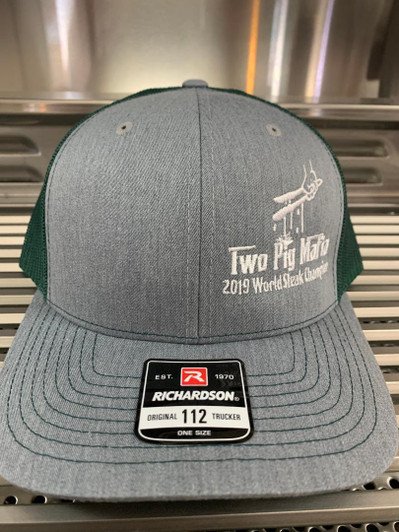 Two Pig Mafia
2019 World Steak Champion
EST. R 1970
RICHARDSON®
ORIGINAL 112 TRUCKER
ONE SIZE